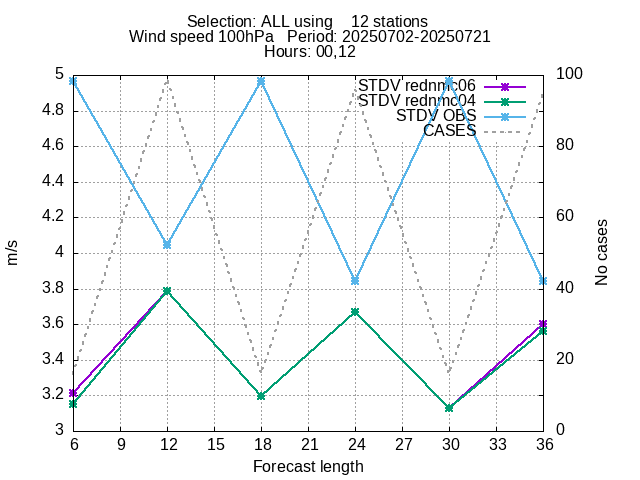 Selection: ALL using    12 stations
Wind speed 100hPa   Period: 20250702-20250721
Hours: 00,12
5
4.8
4.6
4.4
4.2
4
3.8
3.6
3.4
3.2
3
m/s
100
80
60
40
20
0
No cases
STDV rednmc06
STDV rednmc04
STDV OBS
CASES
6 9 12 15 18 21 24 27 30 33 36
Forecast length